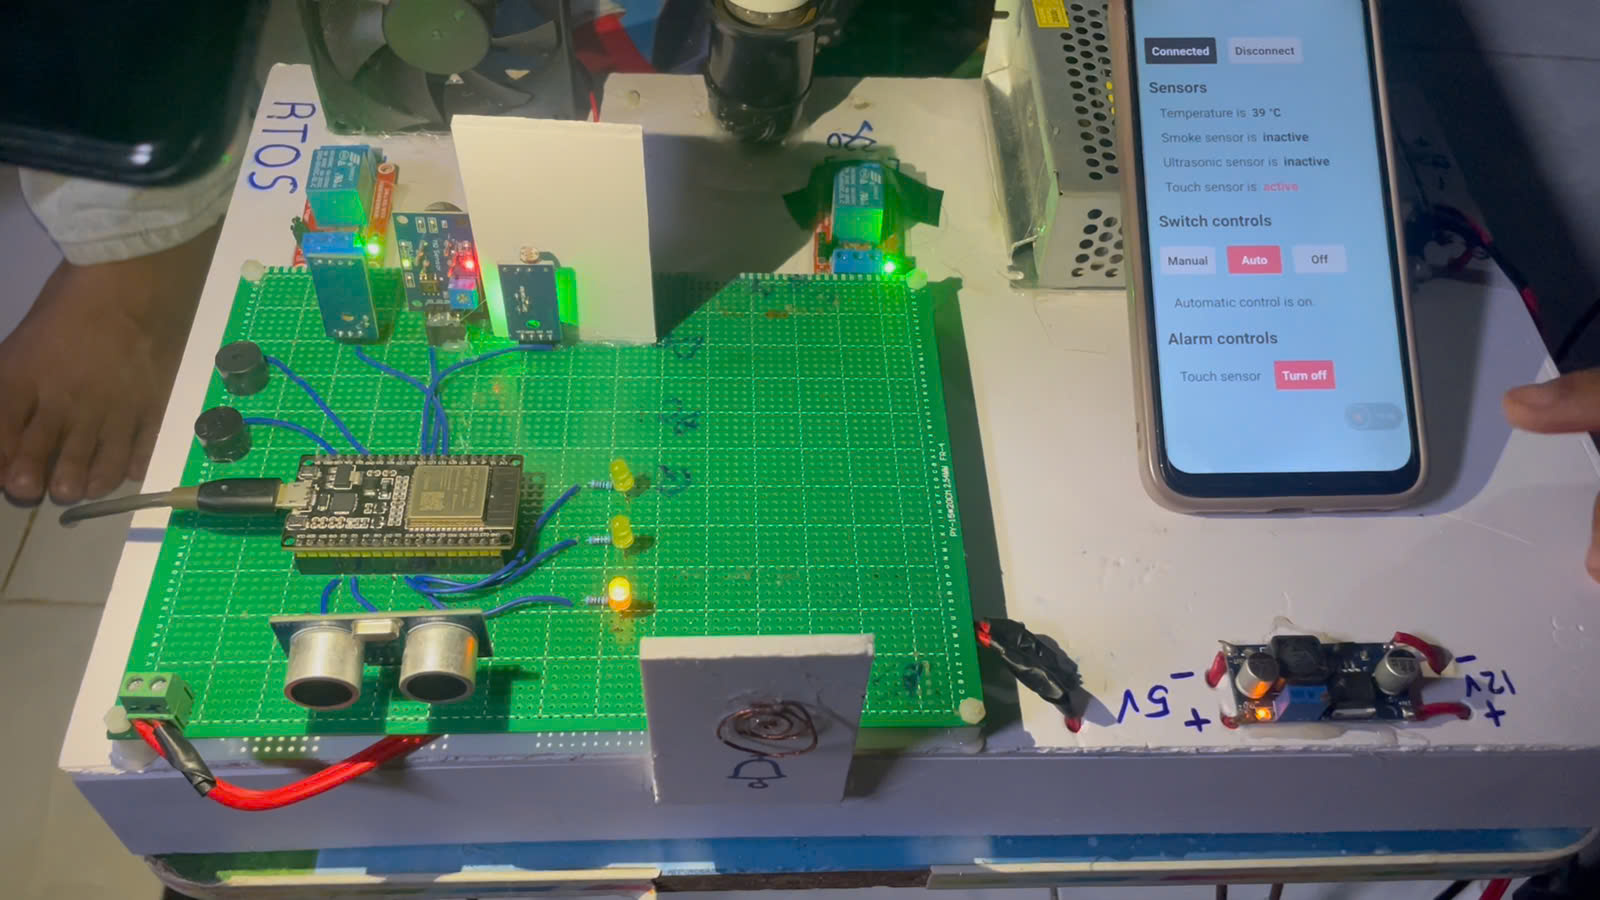 RTOS
Connected
Disconnect
Sensors
Temperature is 39 °C
Smoke sensor is inactive
Ultrasonic sensor is inactive
Touch sensor is active
Switch controls
Manual
Auto
Off
Automatic control is on.
Alarm controls
Touch sensor
Turn off
- 5V +
- 12V +